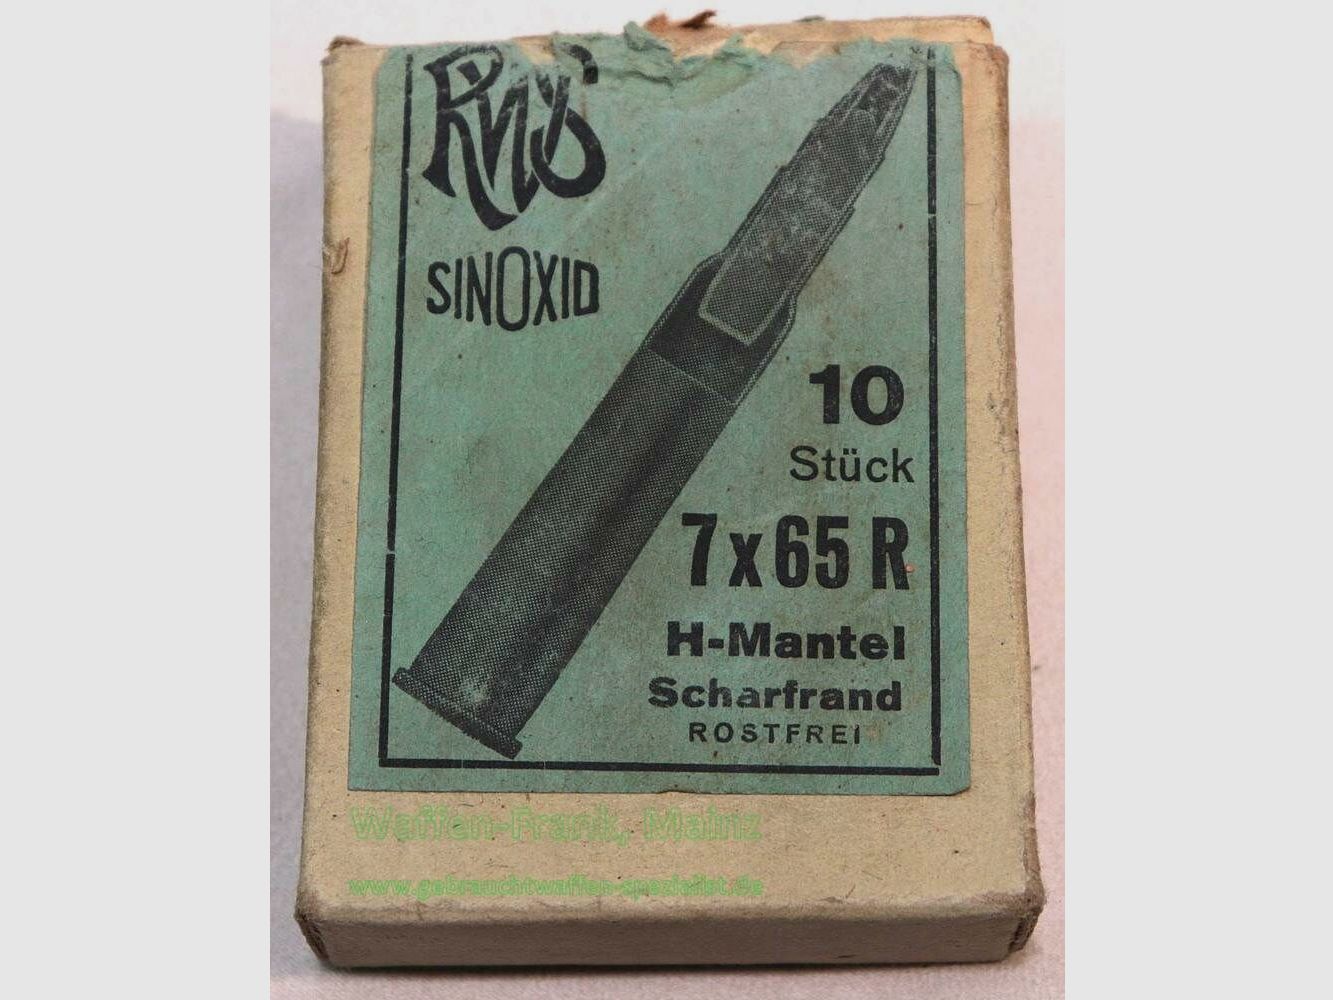 RWS
SINOXID
10
Stück
7x65 R
H-Mantel
Scharfrand
ROSTFREI
Waffen-Frank, Mainz
www.gebrauchtwaffen-spezialist.de